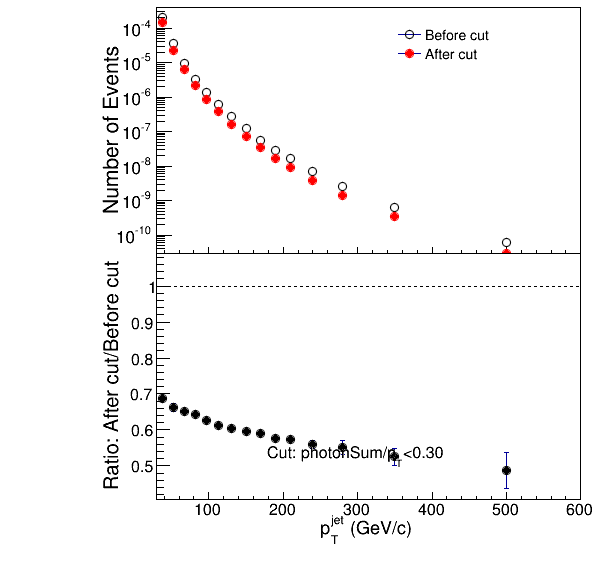 Number of Events
10⁻⁴
10⁻⁵
10⁻⁶
10⁻⁷
10⁻⁸
10⁻⁹
10⁻¹⁰
Before cut
After cut
Ratio: After cut/Before cut
1
0.9
0.8
0.7
0.6
0.5
Cut: photonSum/p_T<0.30
100 200 300 400 500 600
p_T^jet (GeV/c)